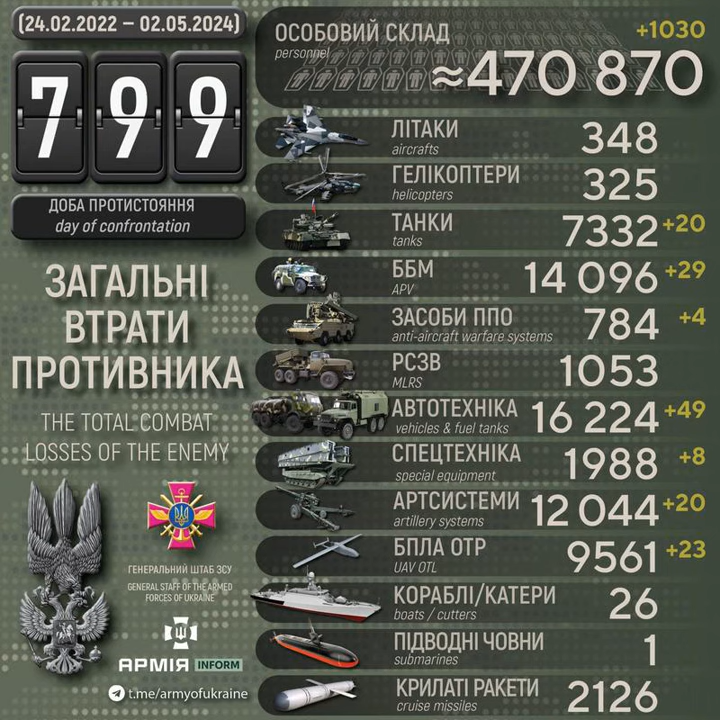 (24.02.2022 – 02.05.2024)
799
ДОБА ПРОТИСТОЯННЯ
day of confrontation
ЗАГАЛЬНІ
ВТРАТИ
ПРОТИВНИКА
THE TOTAL COMBAT
LOSSES OF THE ENEMY
ГЕНЕРАЛЬНИЙ ШТАБ ЗСУ
GENERAL STAFF OF THE ARMED
FORCES OF UKRAINE
АРМІЯ INFORM
t.me/armyofukraine
ОСОБОВИЙ СКЛАД +1030
personnel
≈470 870
ЛІТАКИ 348
aircrafts
ГЕЛІКОПТЕРИ 325
helicopters
ТАНКИ 7332 +20
tanks
ББМ 14 096 +29
APV
ЗАСОБИ ППО 784 +4
anti-aircraft warfare systems
РСЗВ 1053
MLRS
АВТОТЕХНІКА 16 224 +49
vehicles & fuel tanks
СПЕЦТЕХНІКА 1988 +8
special equipment
АРТСИСТЕМИ 12 044 +20
artillery systems
БПЛА ОТР 9561 +23
UAV OTL
КОРАБЛІ/КАТЕРИ 26
boats / cutters
ПІДВОДНІ ЧОВНИ 1
submarines
КРИЛАТІ РАКЕТИ 2126
cruise missiles